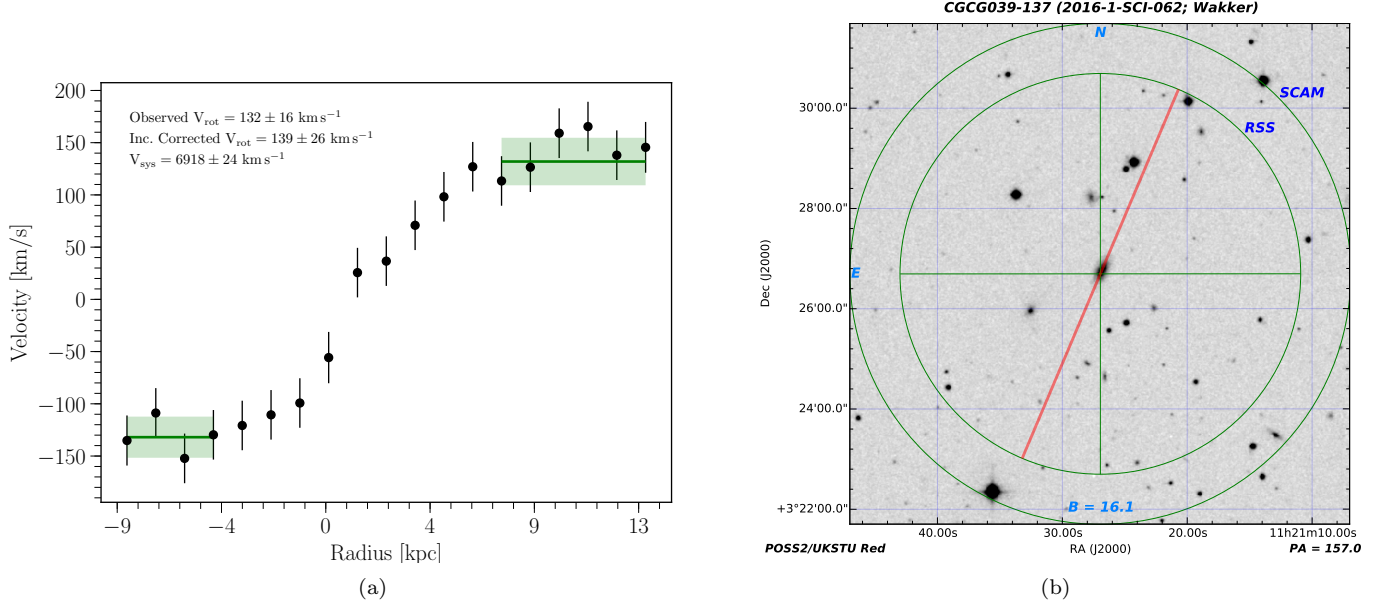 CGCG039-137 (2016-1-SCI-062; Wakker)
200
150
100
50
0
−50
−100
−150
Velocity [km/s]
Observed V_rot = 132 ± 16 km s⁻¹
Inc. Corrected V_rot = 139 ± 26 km s⁻¹
V_sys = 6918 ± 24 km s⁻¹
−9 −4 0 4 9 13
Radius [kpc]
(a)
N
SCAM
RSS
E
B = 16.1
30'00.0"
28'00.0"
26'00.0"
24'00.0"
+3°22'00.0"
Dec (J2000)
40.00s 30.00s 20.00s 11h21m10.00s
RA (J2000)
POSS2/UKSTU Red
PA = 157.0
(b)